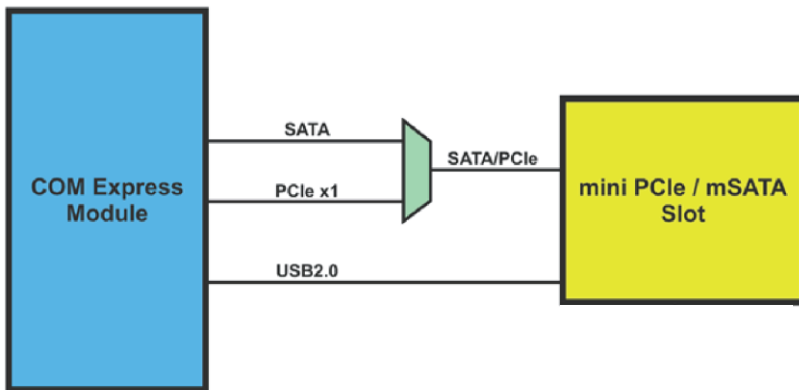 COM Express
Module
SATA
PCIe x1
USB2.0
SATA/PCIe
mini PCIe / mSATA
Slot